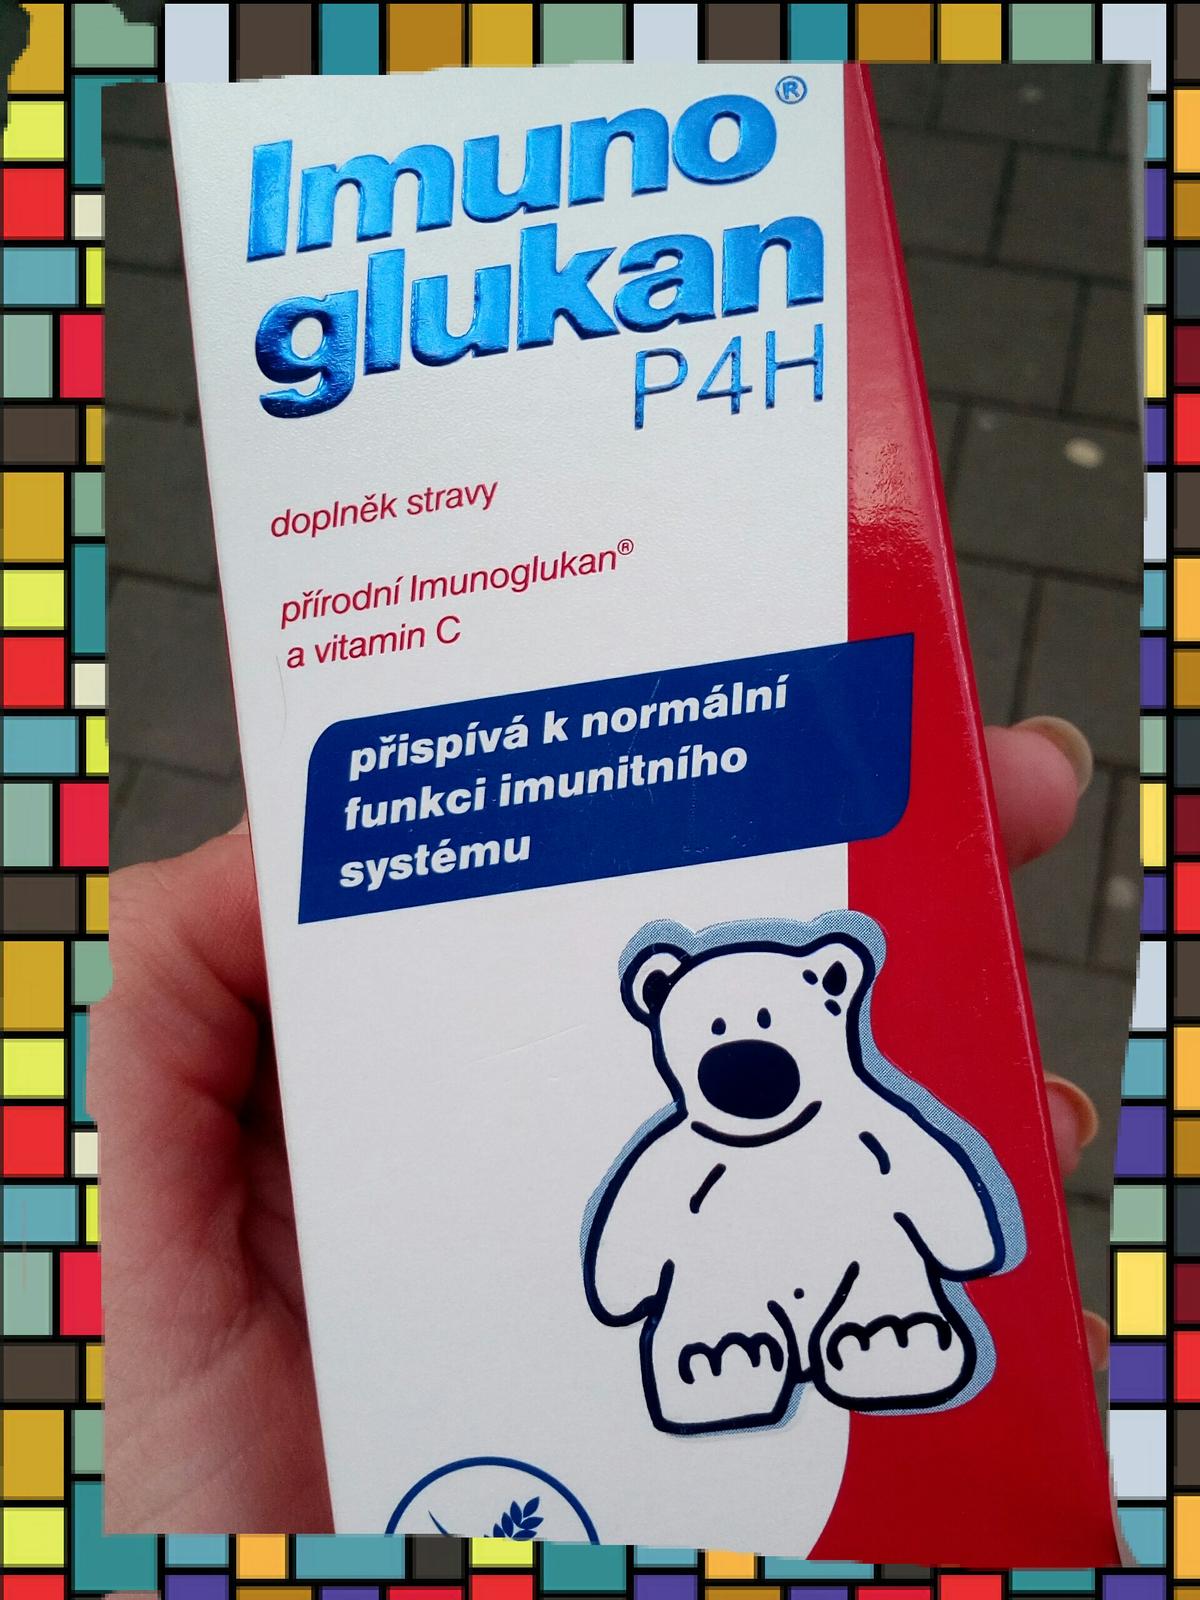 Imuno®
glukan
P4H
doplněk stravy
přírodní Imunoglukan®
a vitamin C
přispívá k normální
funkci imunitního
systému